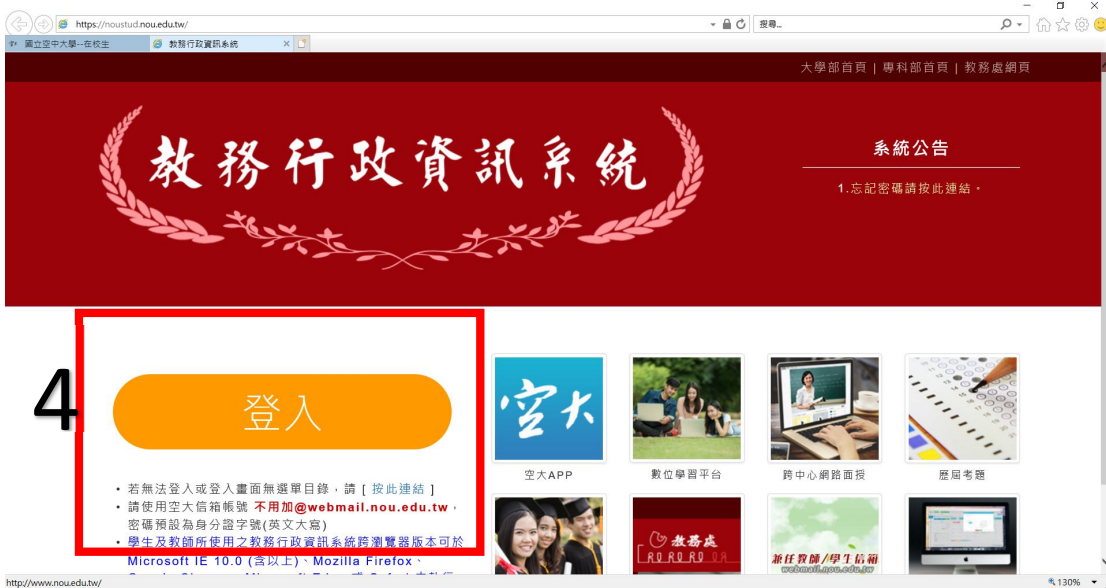 https://noustud.nou.edu.tw/
搜尋...
國立空中大學--在校生
教務行政資訊系統
大學部首頁 | 專科部首頁 | 教務處網頁
教務行政資訊系統
系統公告
1.忘記密碼請按此連結。
4
登入
• 若無法登入或登入畫面無選單目錄，請 [ 按此連結 ]
• 請使用空大信箱帳號 不用加@webmail.nou.edu.tw，
密碼預設為身分證字號(英文大寫)
• 學生及教師所使用之教務行政資訊系統跨瀏覽器版本可於
Microsoft IE 10.0 (含以上)、Mozilla Firefox、
空大
空大APP
數位學習平台
跨中心網路面授
歷屆考題
教務處
兼任教師/學生信箱
webmail.nou.edu.tw
http://www.nou.edu.tw/
130%